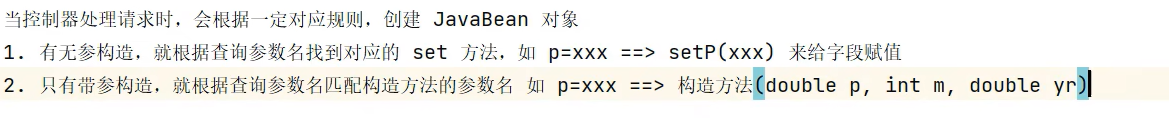 当控制器处理请求时，会根据一定对应规则，创建 JavaBean 对象
1. 有无参构造，就根据查询参数名找到对应的 set 方法，如 p=xxx ==> setP(xxx) 来给字段赋值
2. 只有带参构造，就根据查询参数名匹配构造方法的参数名 如 p=xxx ==> 构造方法(double p, int m, double yr)